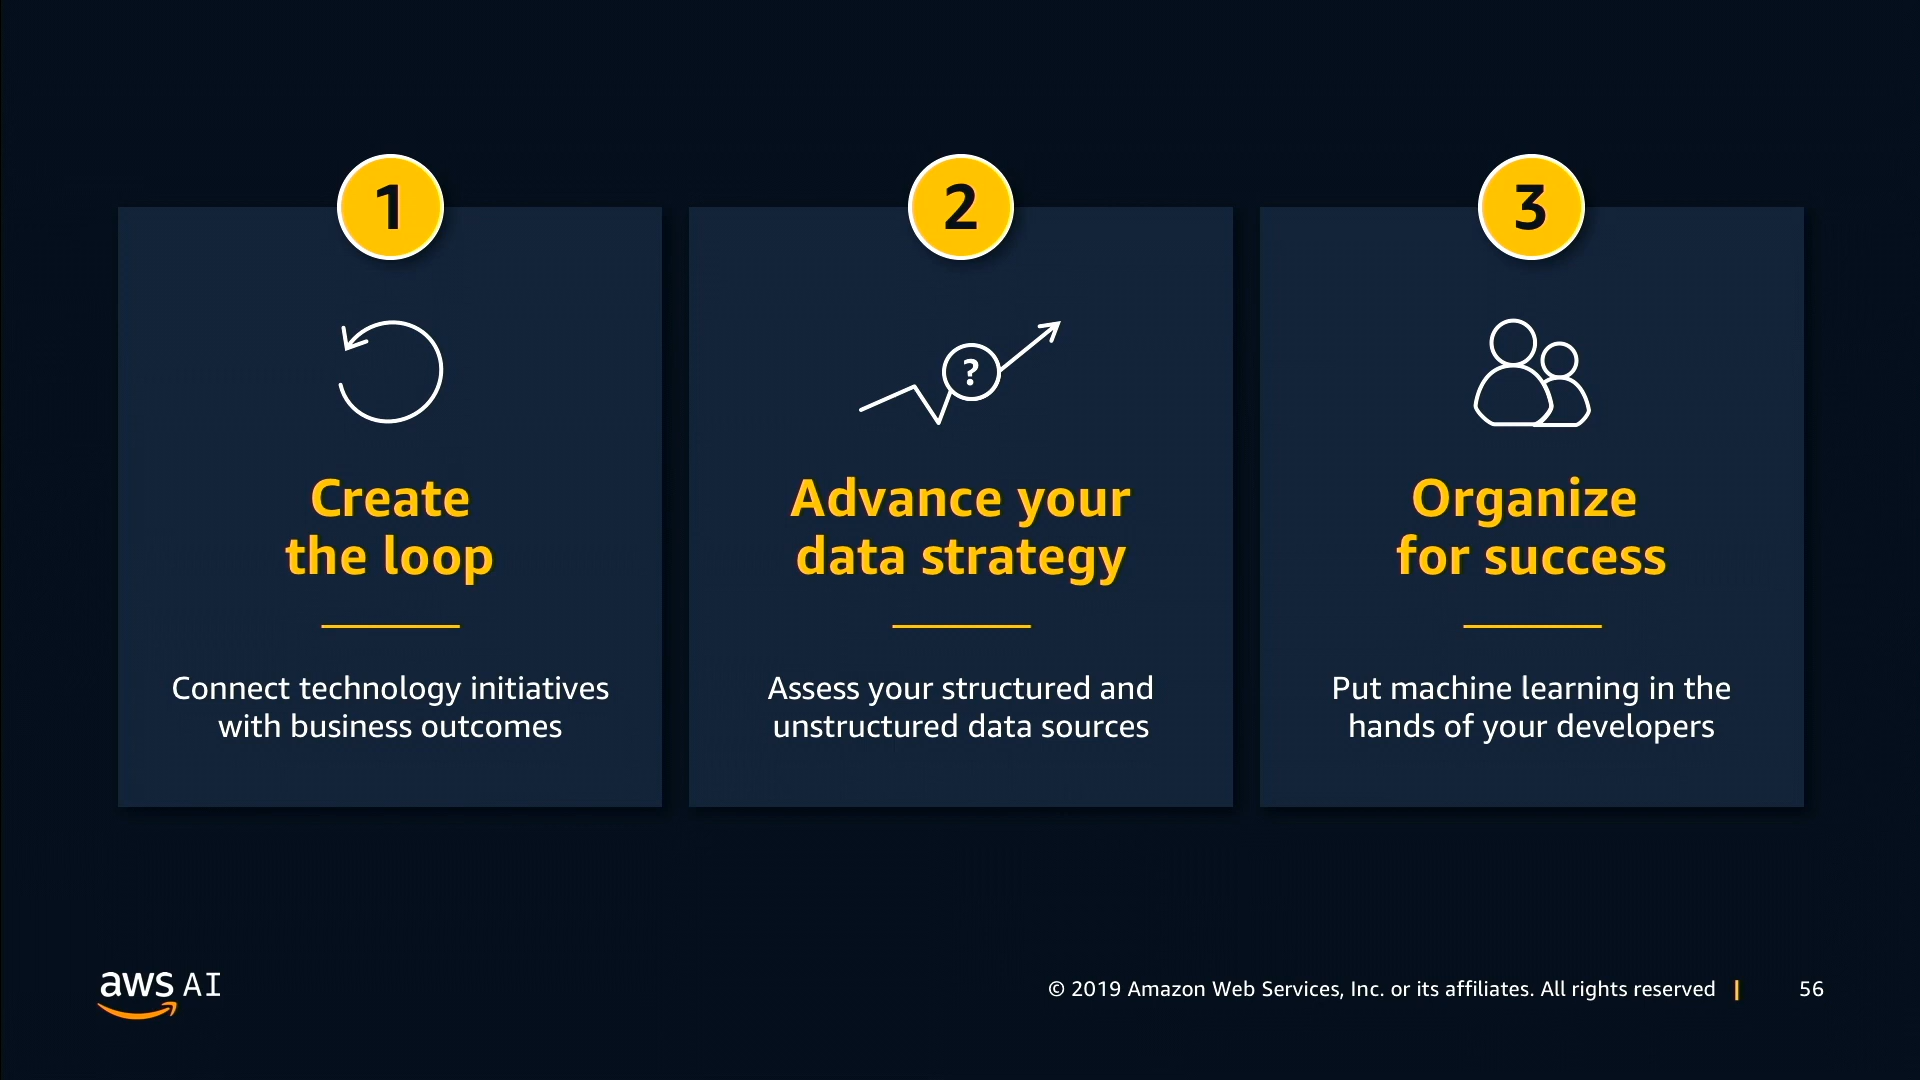 1
Create
the loop
Connect technology initiatives
with business outcomes
2
?
Advance your
data strategy
Assess your structured and
unstructured data sources
3
Organize
for success
Put machine learning in the
hands of your developers
aws AI
© 2019 Amazon Web Services, Inc. or its affiliates. All rights reserved | 56